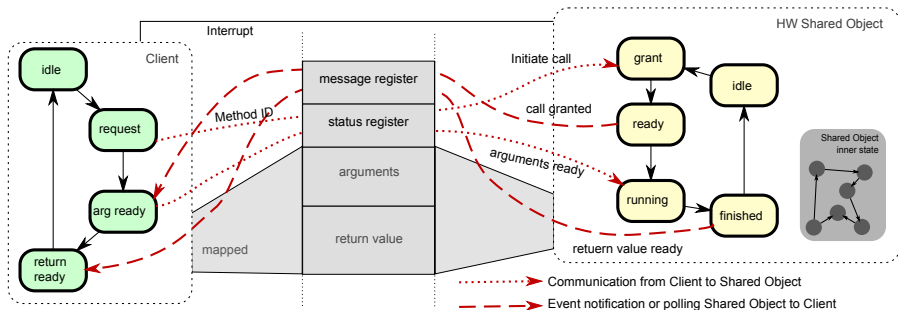 HW Shared Object
Interrupt
Client
idle
request
arg ready
return
ready
Method ID
mapped
message register
status register
arguments
return value
Initiate call
call granted
arguments ready
retuern value ready
grant
idle
ready
running
finished
Shared Object
inner state
Communication from Client to Shared Object
Event notification or polling Shared Object to Client